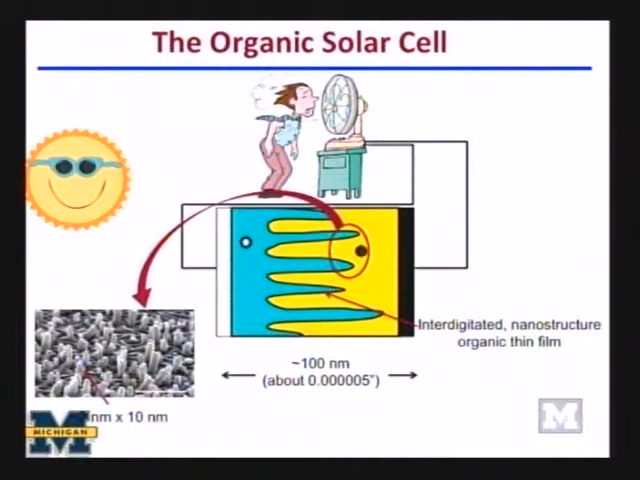 The Organic Solar Cell
Interdigitated, nanostructure
organic thin film
~100 nm
(about 0.000005")
nm x 10 nm
M
MICHIGAN
M